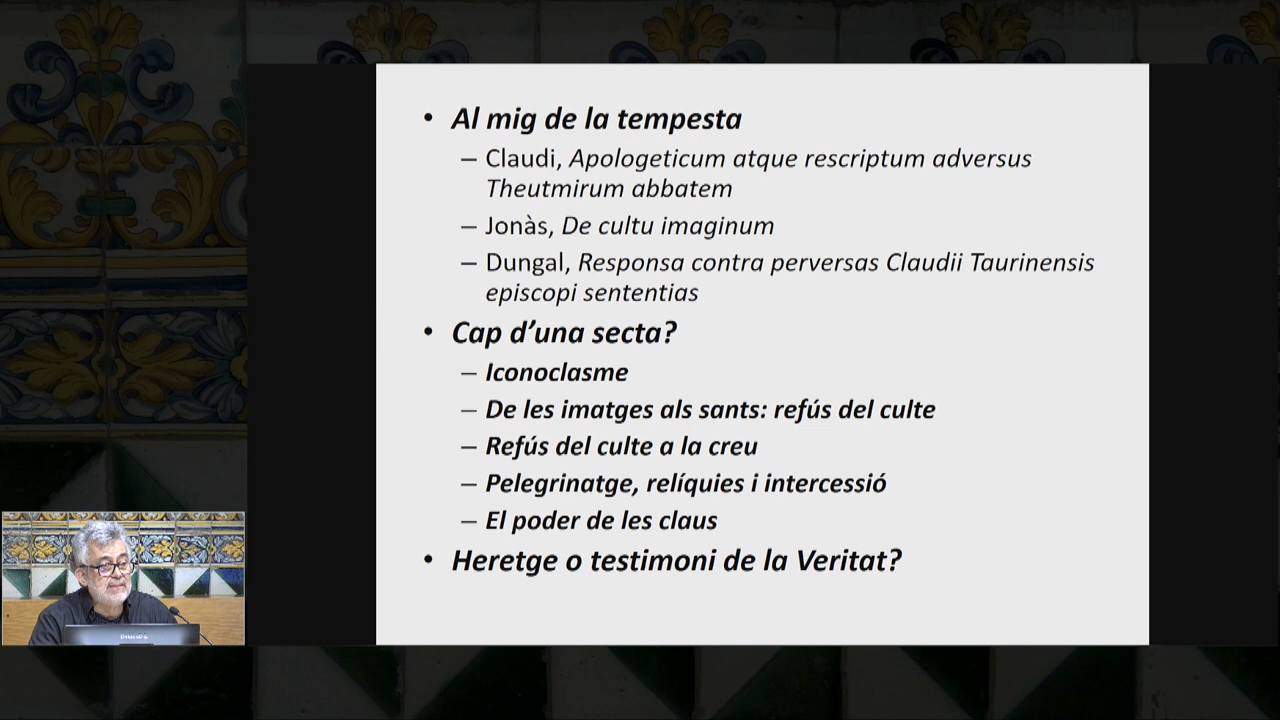 • Al mig de la tempesta
– Claudi, Apologeticum atque rescriptum adversus
Theutmirum abbatem
– Jonàs, De cultu imaginum
– Dungal, Responsa contra perversas Claudii Taurinensis
episcopi sententias
• Cap d’una secta?
– Iconoclasme
– De les imatges als sants: refús del culte
– Refús del culte a la creu
– Pelegrinatge, relíquies i intercessió
– El poder de les claus
• Heretge o testimoni de la Veritat?